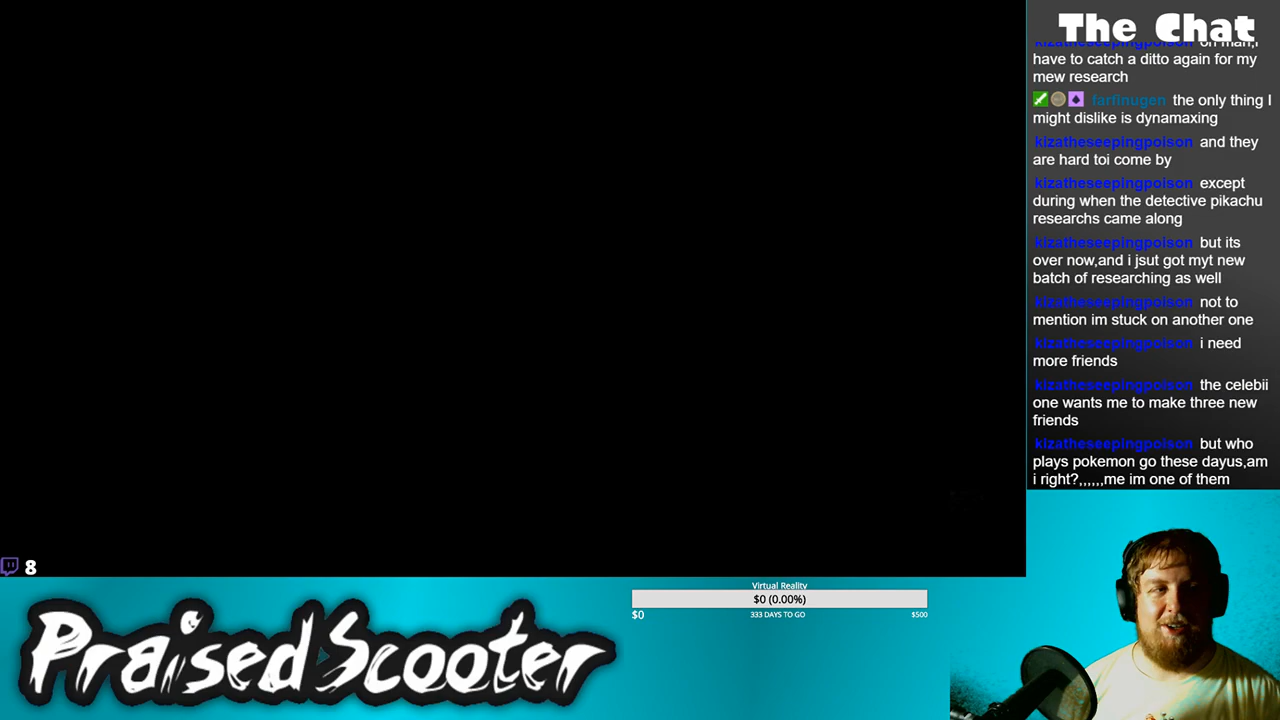 The Chat
kizatheseepingpoison oh man,i
have to catch a ditto again for my
mew research
farfinugen the only thing I
might dislike is dynamaxing
kizatheseepingpoison and they
are hard toi come by
kizatheseepingpoison except
during when the detective pikachu
researchs came along
kizatheseepingpoison but its
over now,and i jsut got myt new
batch of researching as well
kizatheseepingpoison not to
mention im stuck on another one
kizatheseepingpoison i need
more friends
kizatheseepingpoison the celebii
one wants me to make three new
friends
kizatheseepingpoison but who
plays pokemon go these dayus,am
i right?,,,,,,me im one of them
8
PraisedScooter
Virtual Reality
$0 (0.00%)
$0 333 DAYS TO GO $500